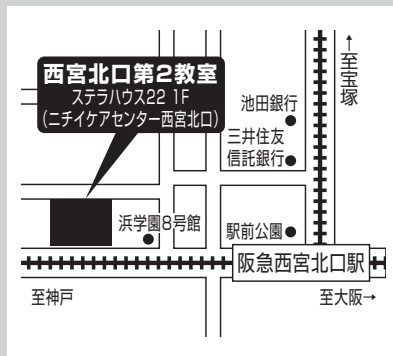 西宮北口第2教室
ステラハウス22 1F
(ニチイケアセンター西宮北口)
↑至宝塚
池田銀行
三井住友
信託銀行
浜学園8号館
駅前公園
阪急西宮北口駅
至神戸
至大阪→